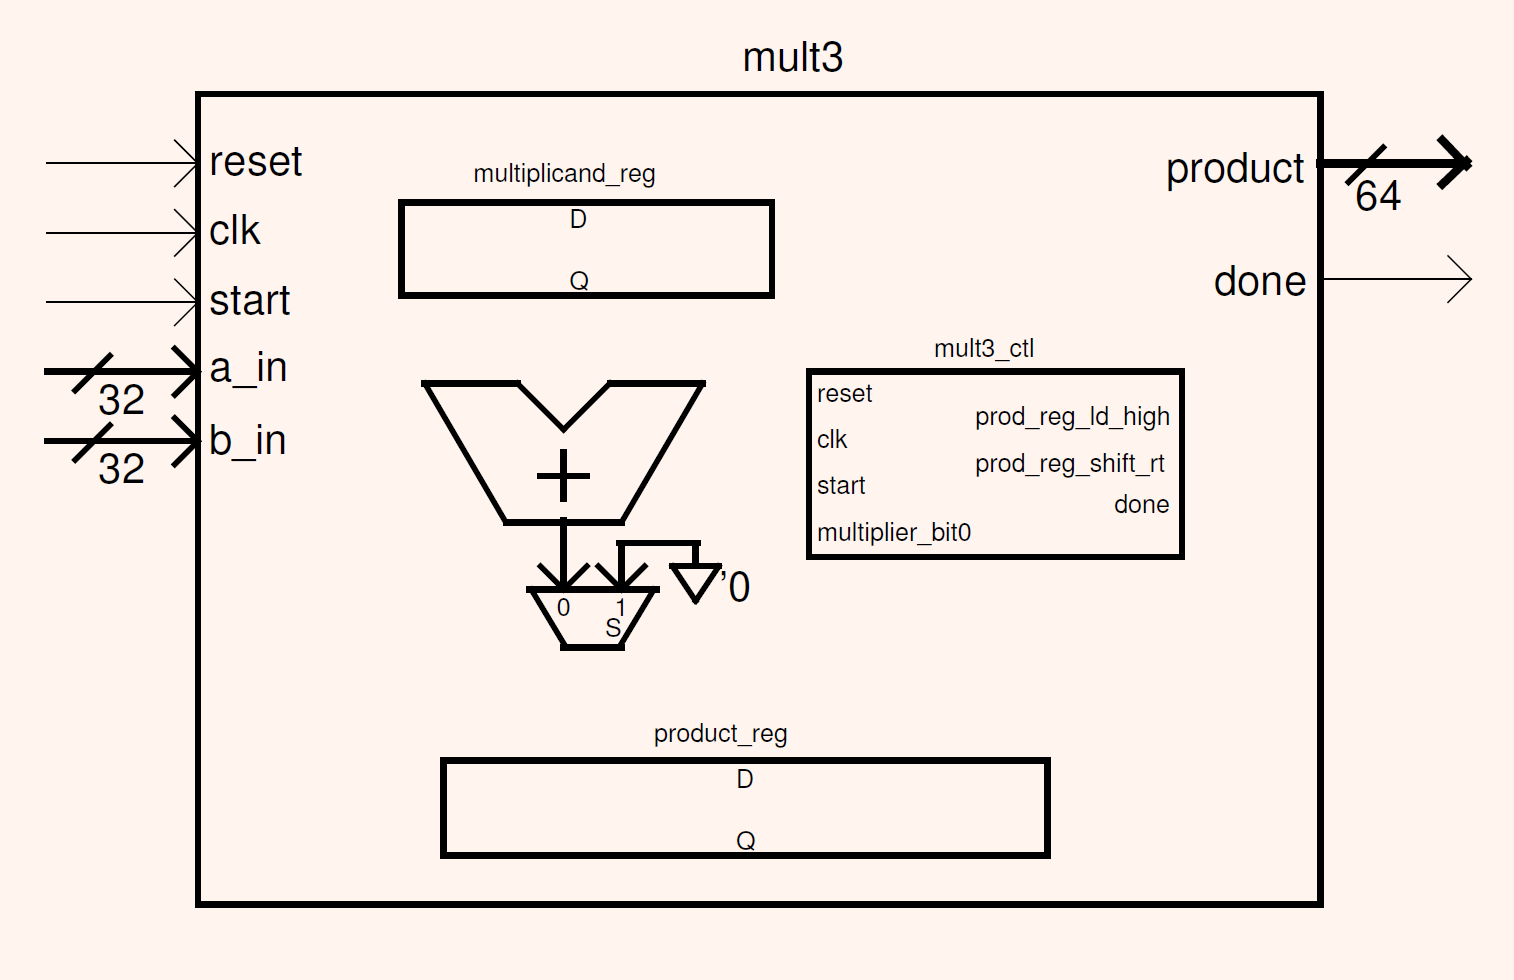 mult3
reset
clk
start
a_in
32
b_in
32
product
64
done
multiplicand_reg
D
Q
+
0 1
S
'0
mult3_ctl
reset
clk
start
multiplier_bit0
prod_reg_ld_high
prod_reg_shift_rt
done
product_reg
D
Q